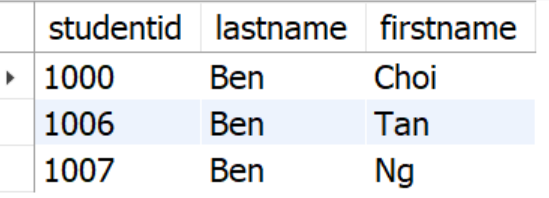 studentid lastname firstname
1000 Ben Choi
1006 Ben Tan
1007 Ben Ng